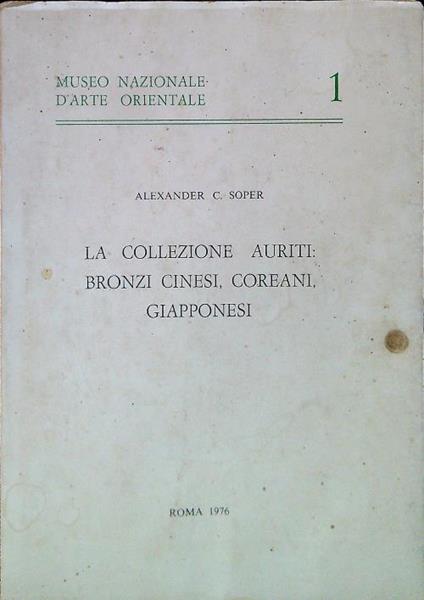 MUSEO NAZIONALE
D'ARTE ORIENTALE
1
ALEXANDER C. SOPER
LA COLLEZIONE AURITI:
BRONZI CINESI, COREANI,
GIAPPONESI
ROMA 1976